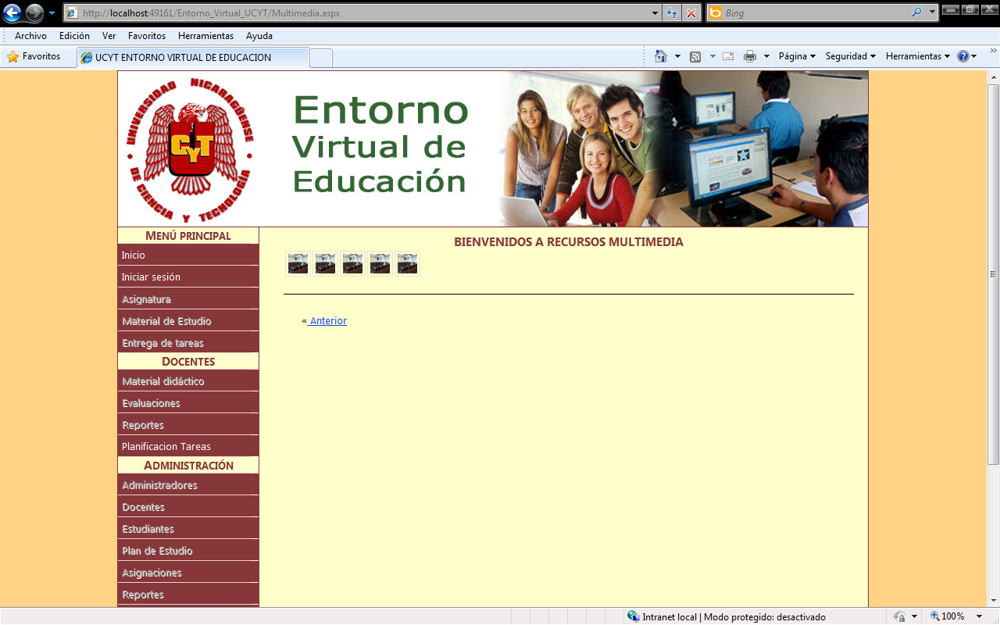 http://localhost:49161/Entorno_Virtual_UCYT/Multimedia.aspx
Bing
Archivo Edición Ver Favoritos Herramientas Ayuda
Favoritos
UCYT ENTORNO VIRTUAL DE EDUCACION
Página Seguridad Herramientas
UNIVERSIDAD NICARAGÜENSE
CYT
DE CIENCIA Y TECNOLOGÍA
Entorno
Virtual de
Educación
MENÚ PRINCIPAL
Inicio
Iniciar sesión
Asignatura
Material de Estudio
Entrega de tareas
DOCENTES
Material didáctico
Evaluaciones
Reportes
Planificacion Tareas
ADMINISTRACIÓN
Administradores
Docentes
Estudiantes
Plan de Estudio
Asignaciones
Reportes
BIENVENIDOS A RECURSOS MULTIMEDIA
« Anterior
Intranet local | Modo protegido: desactivado
100%